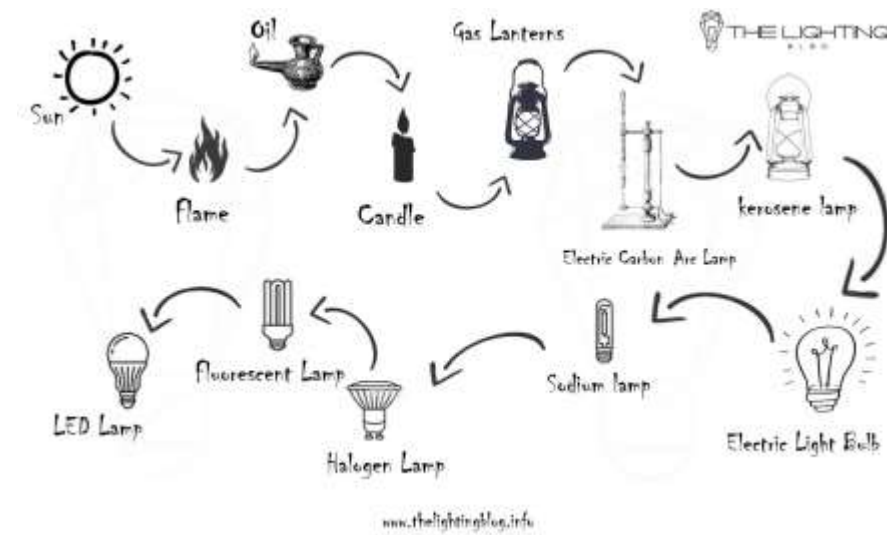 Oil
Gas Lanterns
THE LIGHTING
BLOG
Sun
Flame
Candle
kerosene lamp
Electric Carbon Arc Lamp
Fluorescent Lamp
Sodium lamp
LED Lamp
Halogen Lamp
Electric Light Bulb
www.thelightingblog.info